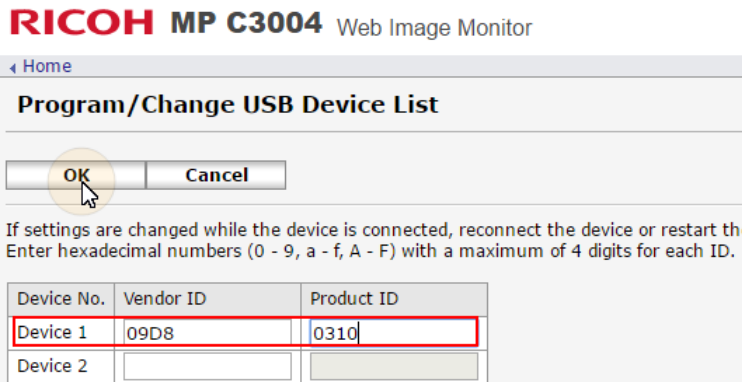 RICOH MP C3004 Web Image Monitor
Home
Program/Change USB Device List
OK Cancel
If settings are changed while the device is connected, reconnect the device or restart th
Enter hexadecimal numbers (0 - 9, a - f, A - F) with a maximum of 4 digits for each ID.
Device No. Vendor ID Product ID
Device 1 09D8 0310
Device 2